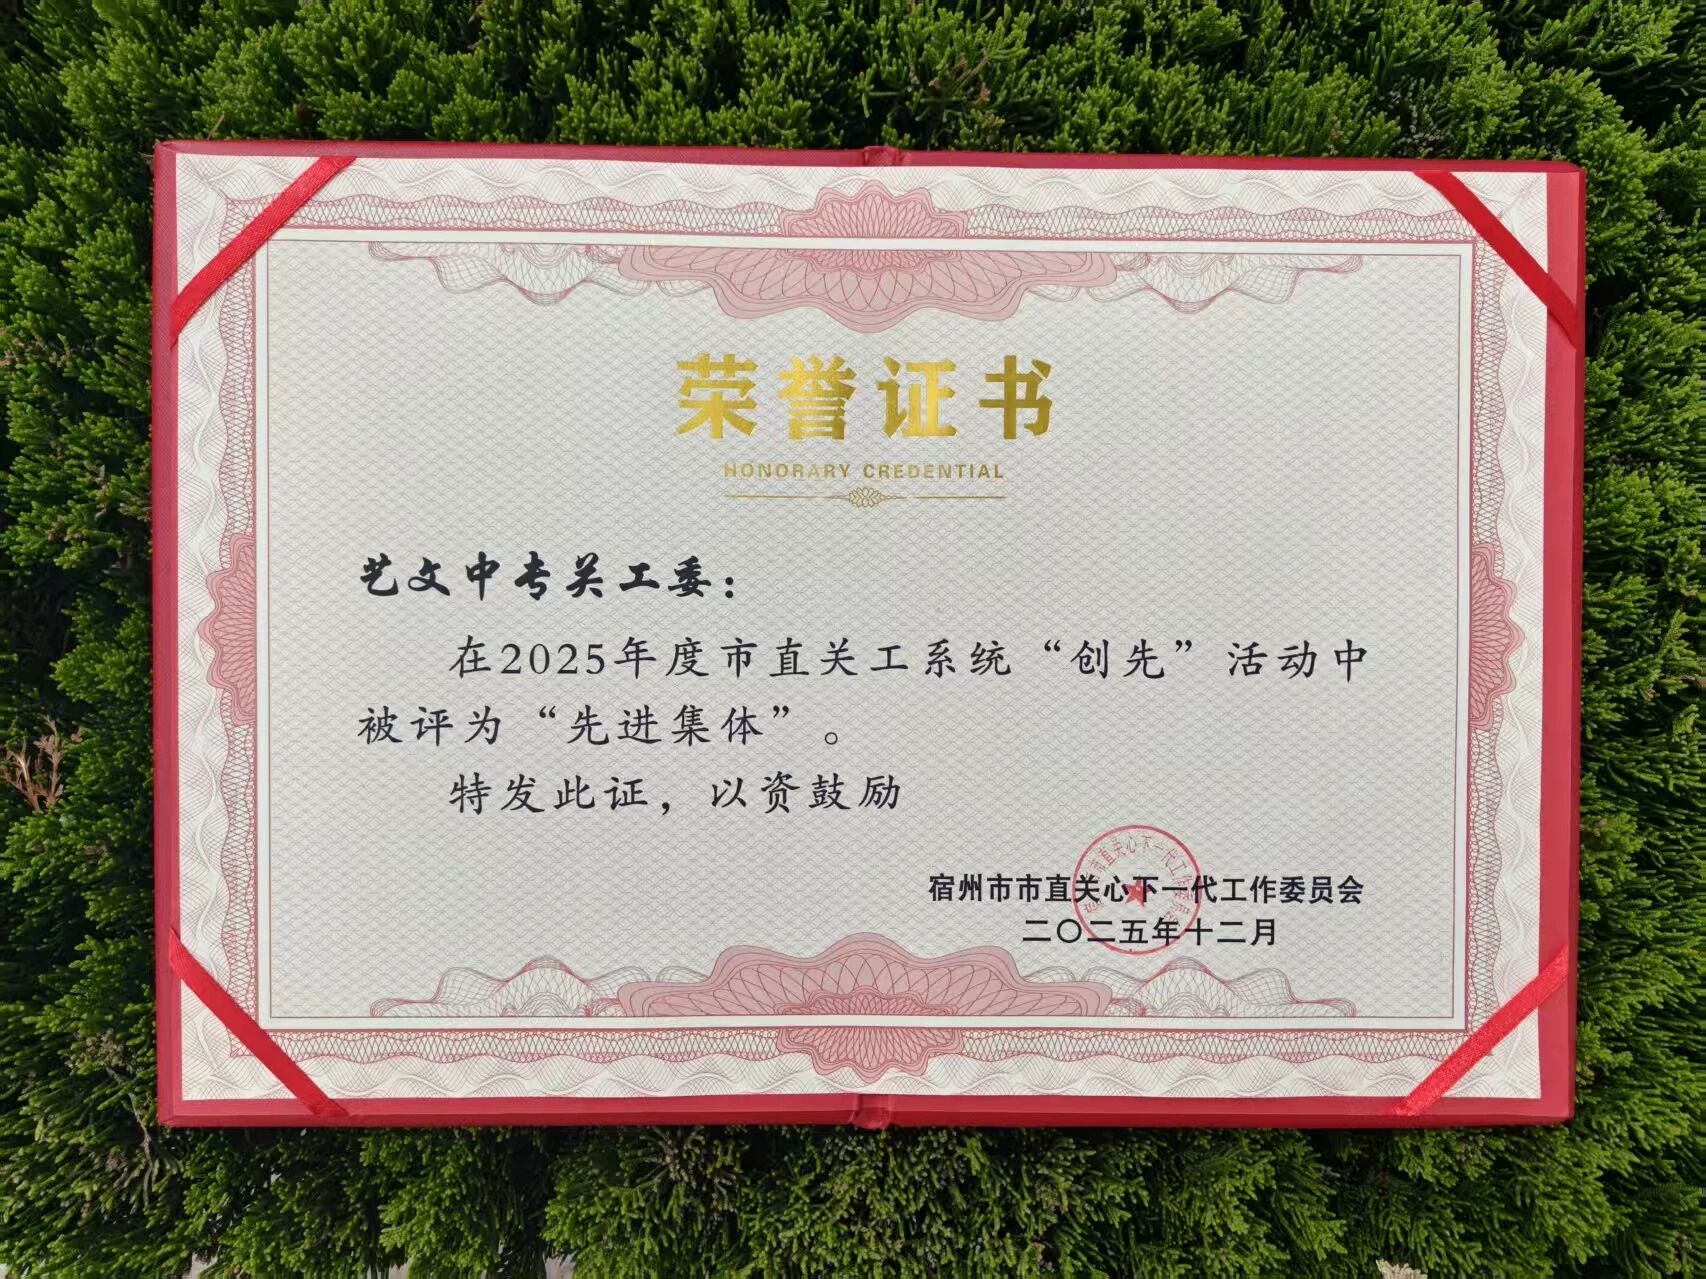 荣誉证书
HONORARY CREDENTIAL
艺文中专关工委：
在2025年度市直关工系统“创先”活动中
被评为“先进集体”。
特发此证，以资鼓励
宿州市市直关心下一代工作委员会
二〇二五年十二月